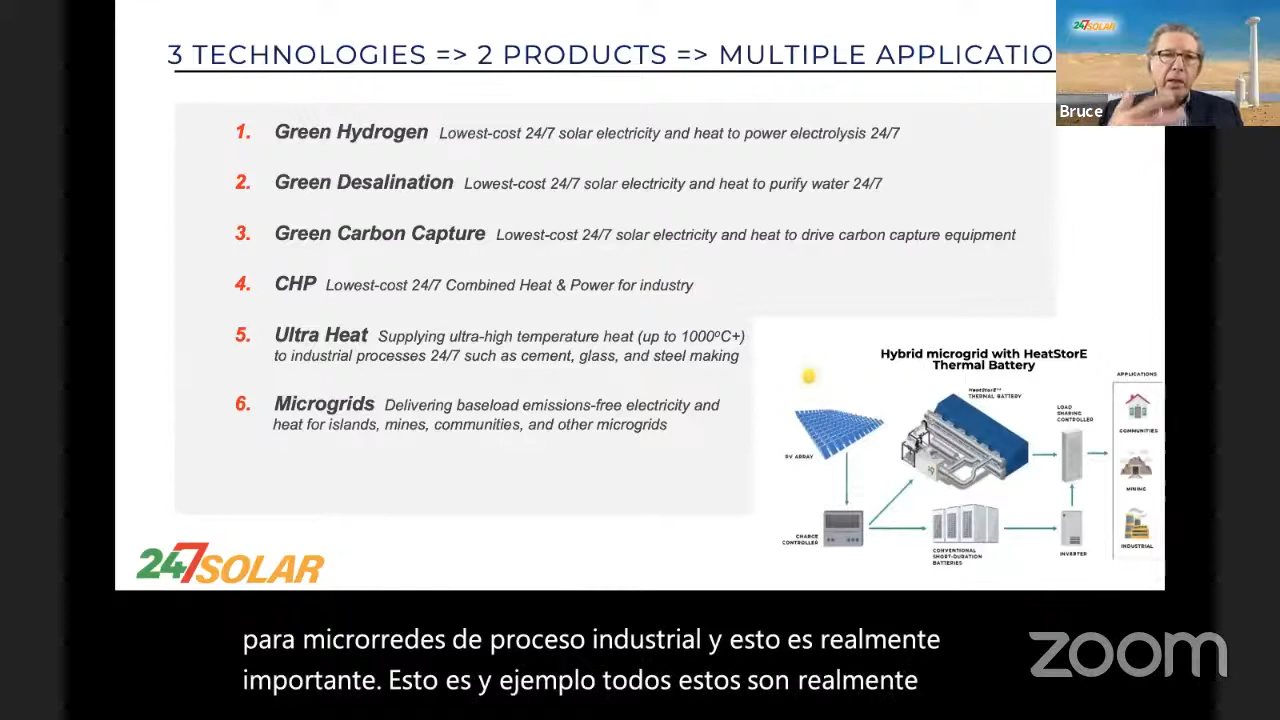 3 TECHNOLOGIES => 2 PRODUCTS => MULTIPLE APPLICATIO
247SOLAR
Bruce
1. Green Hydrogen Lowest-cost 24/7 solar electricity and heat to power electrolysis 24/7
2. Green Desalination Lowest-cost 24/7 solar electricity and heat to purify water 24/7
3. Green Carbon Capture Lowest-cost 24/7 solar electricity and heat to drive carbon capture equipment
4. CHP Lowest-cost 24/7 Combined Heat & Power for industry
5. Ultra Heat Supplying ultra-high temperature heat (up to 1000ºC+)
to industrial processes 24/7 such as cement, glass, and steel making
6. Microgrids Delivering baseload emissions-free electricity and
heat for islands, mines, communities, and other microgrids
Hybrid microgrid with HeatStorE
Thermal Battery
HeatStorE™
THERMAL BATTERY
PV ARRAY
CHARGE
CONTROLLER
CONVENTIONAL
SHORT-DURATION
BATTERIES
LOAD
SHARING
CONTROLLER
INVERTER
APPLICATIONS
COMMUNITIES
MINING
INDUSTRIAL
247SOLAR
para microrredes de proceso industrial y esto es realmente
importante. Esto es y ejemplo todos estos son realmente
zoom